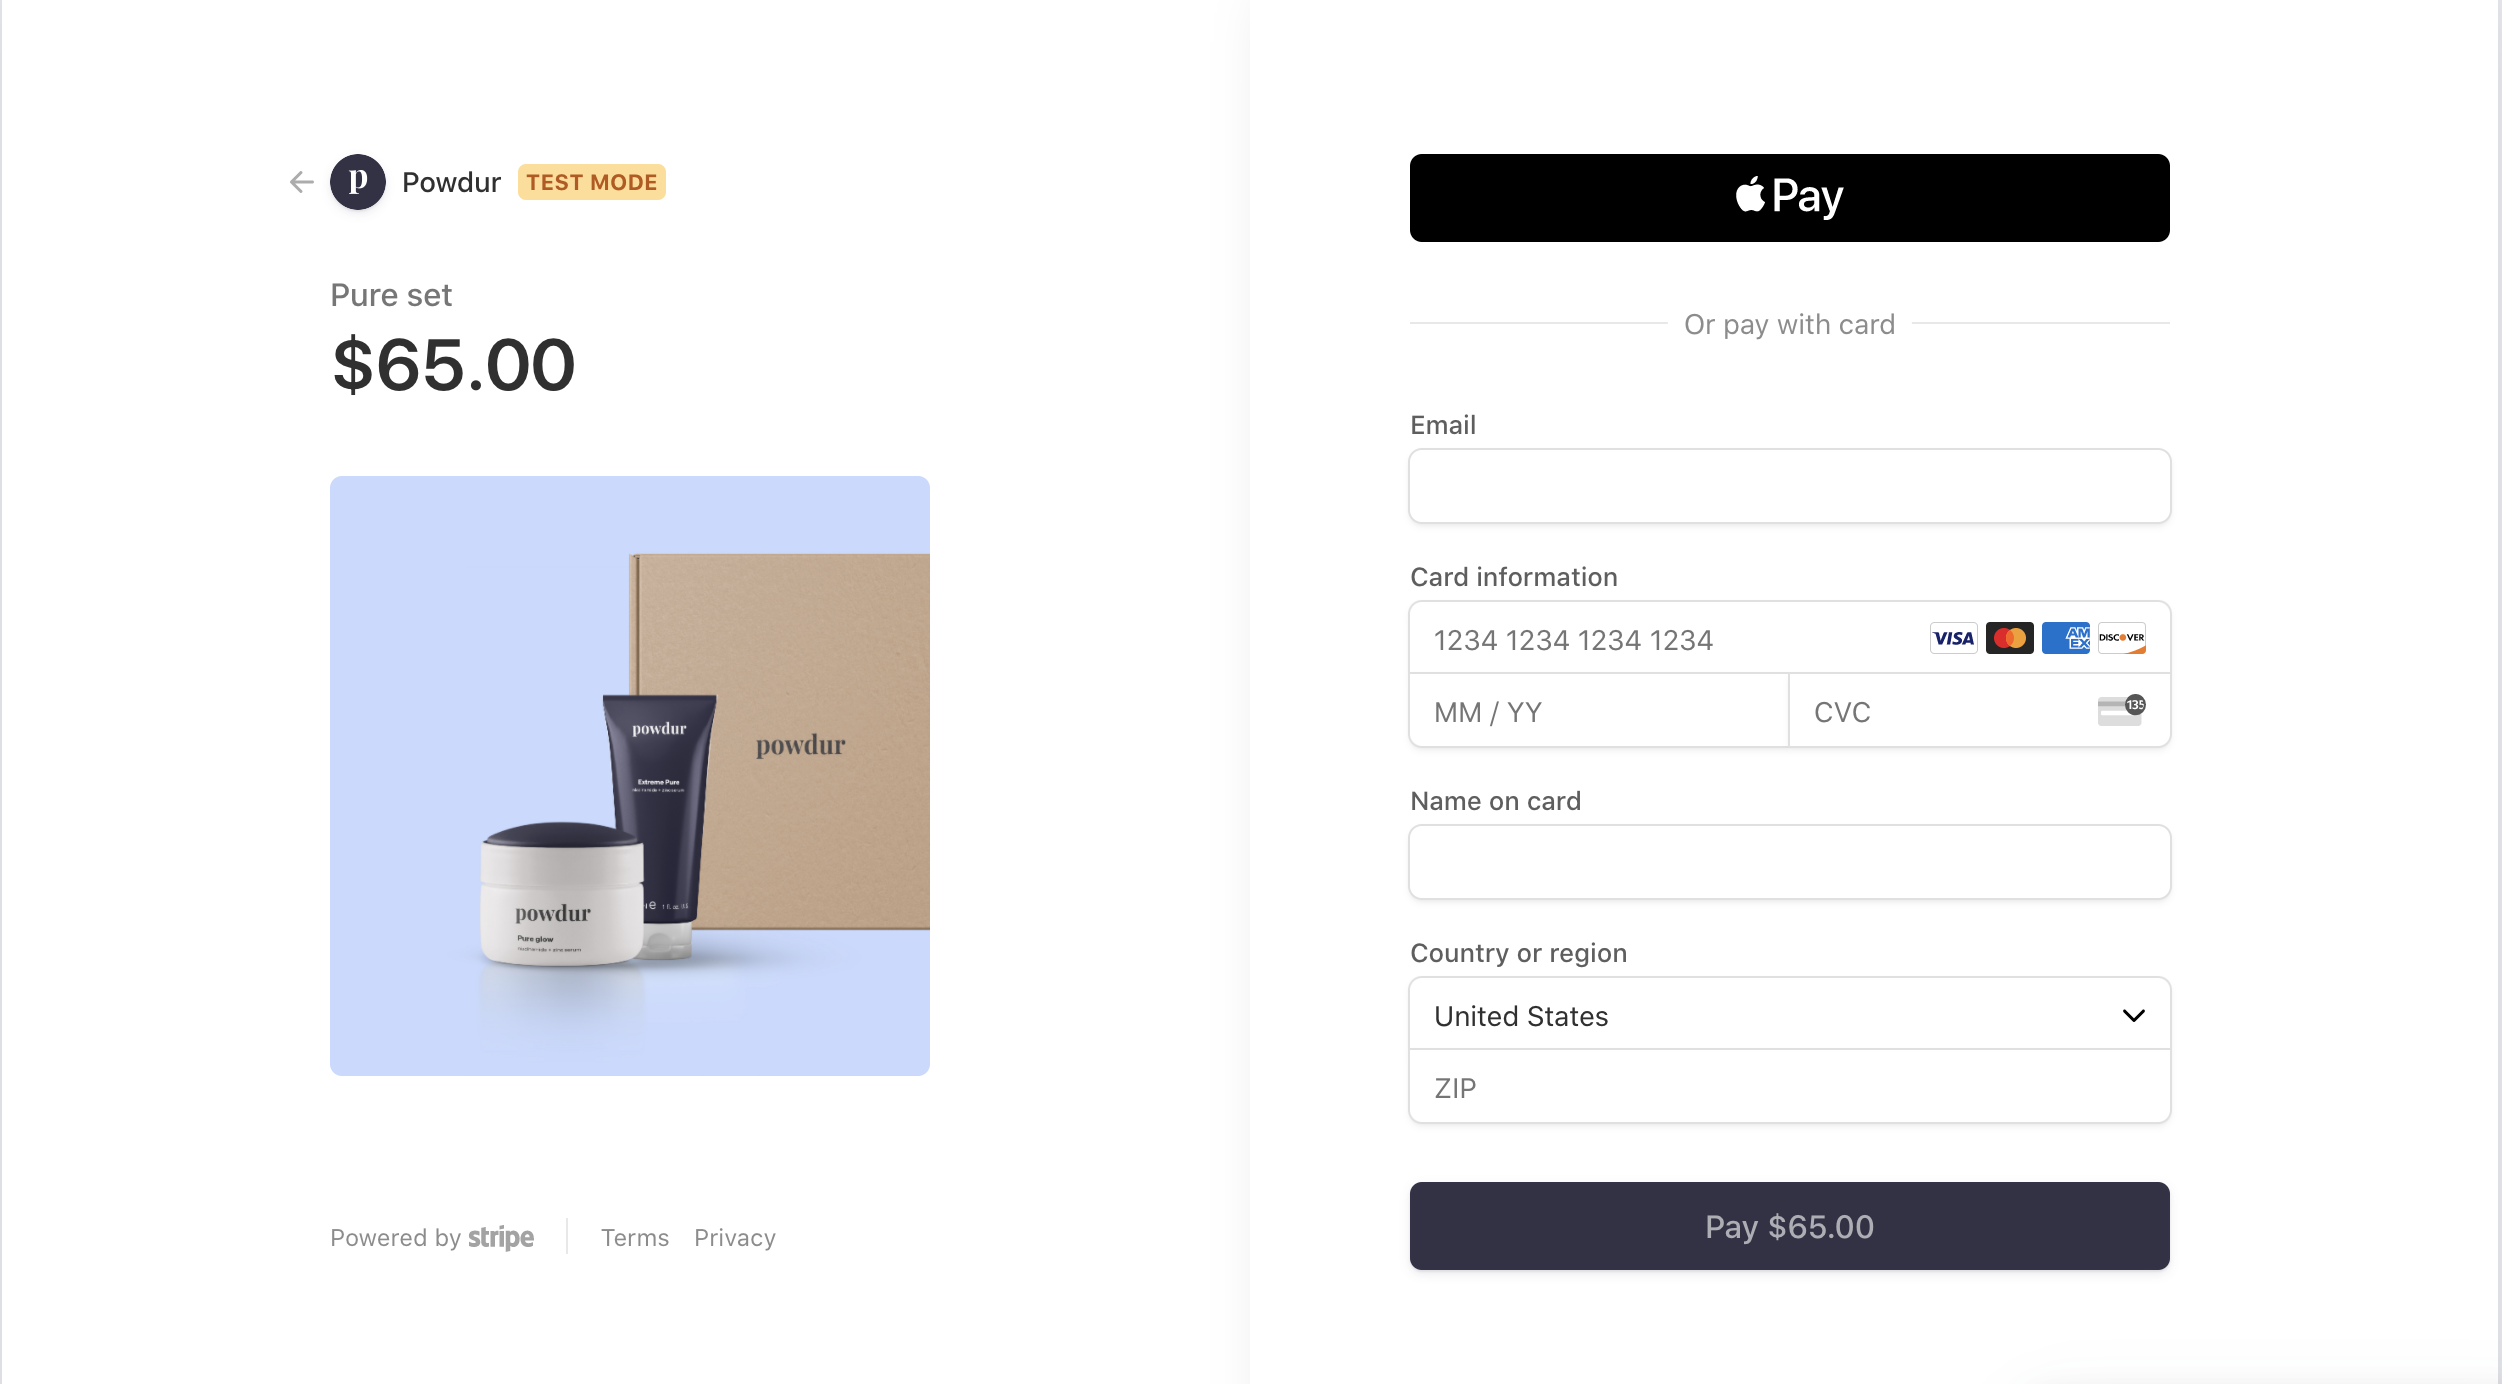 p Powdur TEST MODE
Pure set
$65.00
powdur
Extreme Pure
powdur
powdur
Pure glow
Powered by stripe
Terms Privacy
Pay
Or pay with card
Email
Card information
1234 1234 1234 1234 VISA AMEX DISCOVER
MM / YY CVC 135
Name on card
Country or region
United States
ZIP
Pay $65.00